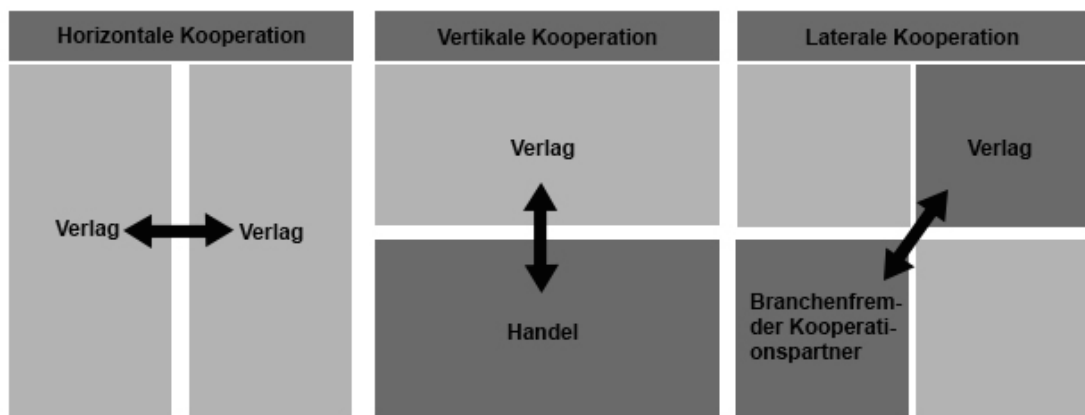 Horizontale Kooperation
Verlag
Verlag
Vertikale Kooperation
Verlag
Handel
Laterale Kooperation
Verlag
Branchenfrem-
der Kooperati-
onspartner